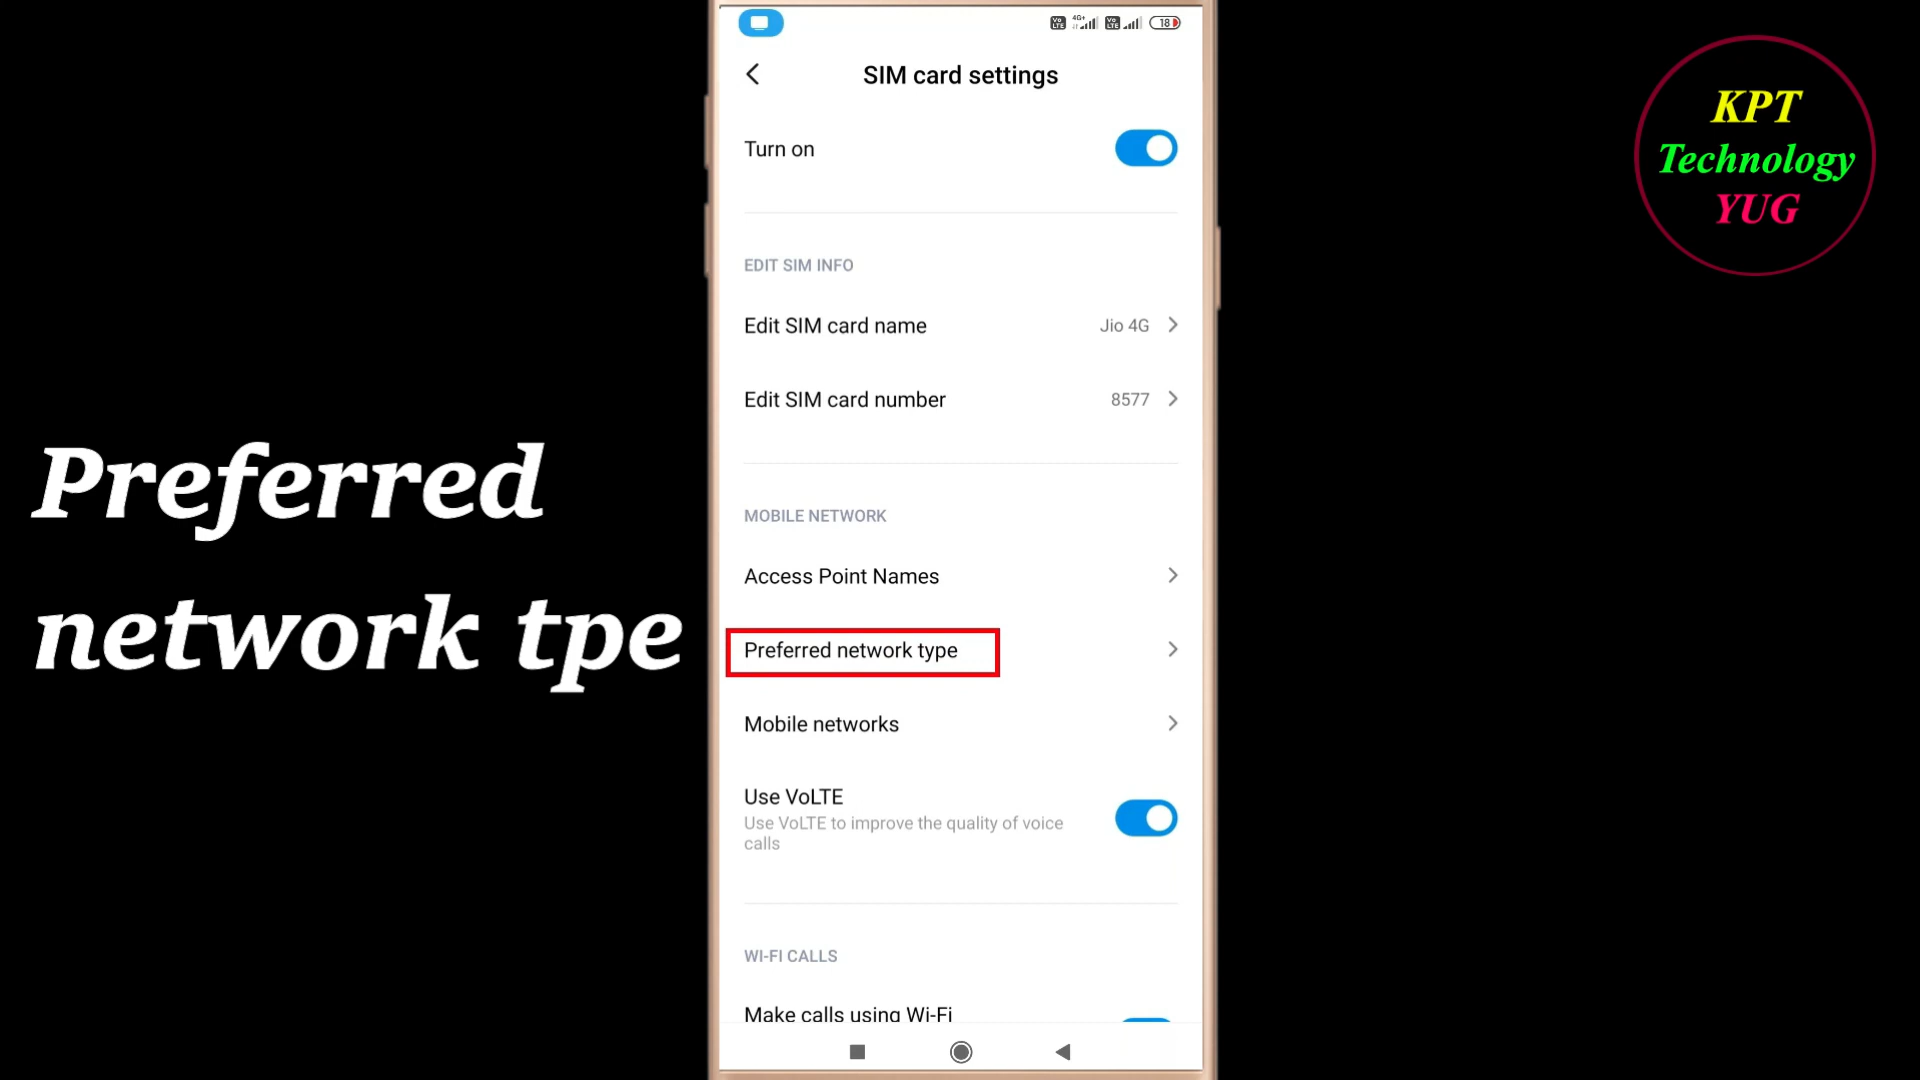 18
SIM card settings
Turn on
EDIT SIM INFO
Edit SIM card name Jio 4G
Edit SIM card number 8577
MOBILE NETWORK
Access Point Names
Preferred network type
Mobile networks
Use VoLTE
Use VoLTE to improve the quality of voice
calls
WI-FI CALLS
Make calls using Wi-Fi
Preferred
network tpe
KPT
Technology
YUG